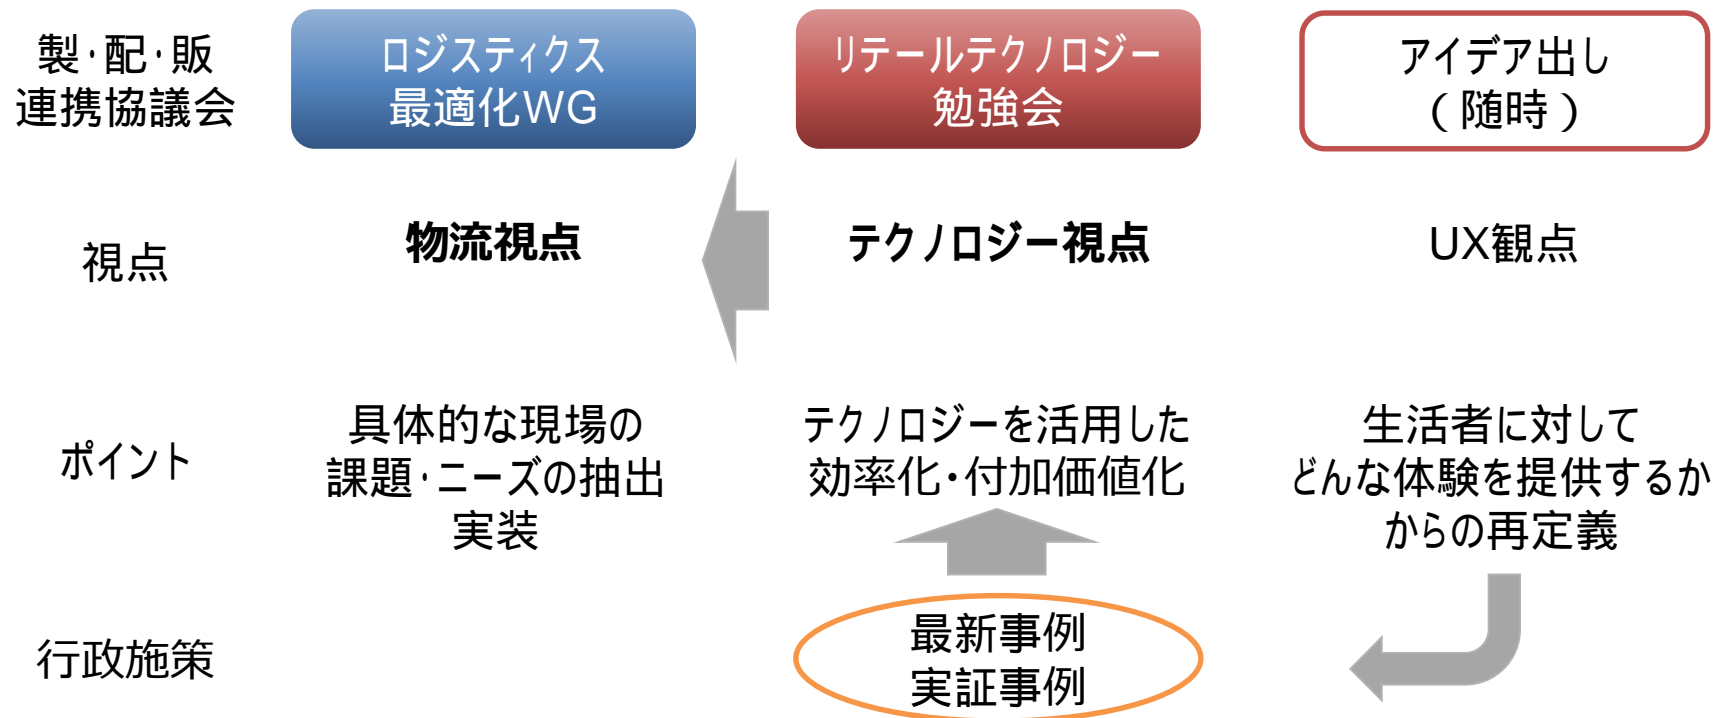 製・配・販
連携協議会
ロジスティクス
最適化WG
リテールテクノロジー
勉強会
アイデア出し
（随時）
視点
物流視点
テクノロジー視点
UX観点
ポイント
具体的な現場の
課題・ニーズの抽出
実装
テクノロジーを活用した
効率化・付加価値化
生活者に対して
どんな体験を提供するか
からの再定義
行政施策
最新事例
実証事例